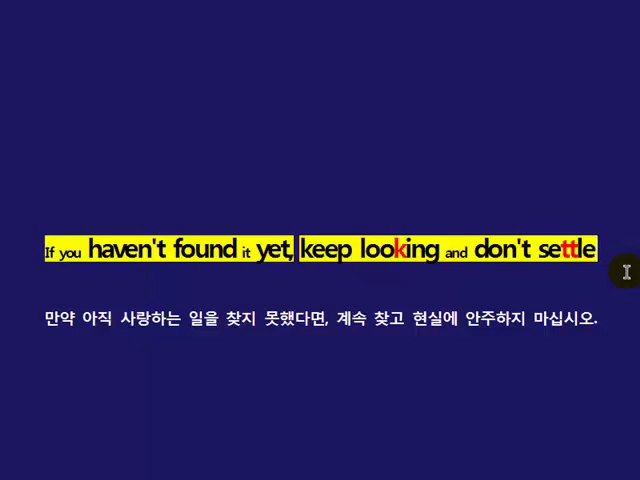 If you haven't found it yet, keep looking and don't settle
만약 아직 사랑하는 일을 찾지 못했다면, 계속 찾고 현실에 안주하지 마십시오.